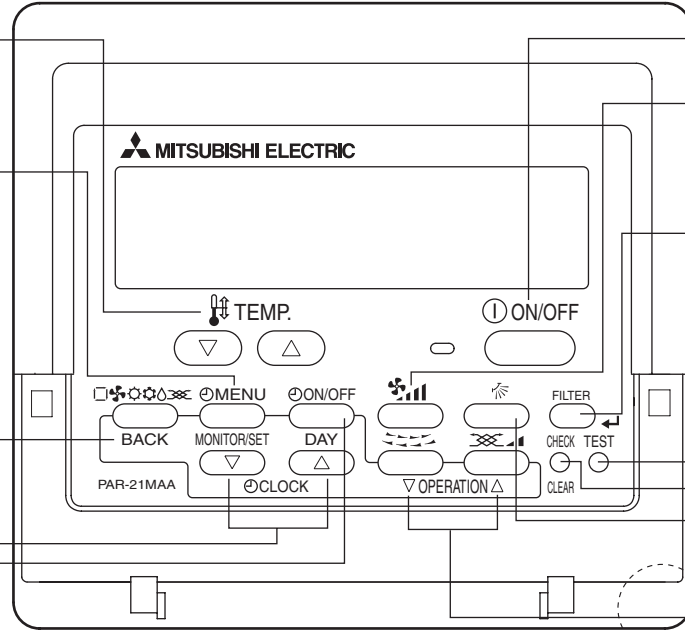 MITSUBISHI ELECTRIC
TEMP.
ON/OFF
MENU
ON/OFF
FILTER
BACK
MONITOR/SET
DAY
CHECK
TEST
PAR-21MAA
CLOCK
OPERATION
CLEAR